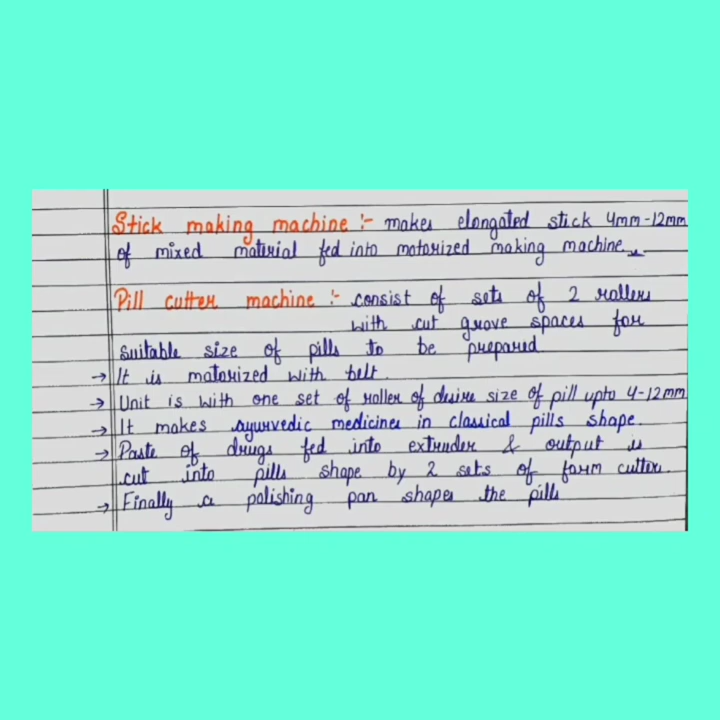 Stick making machine :- makes elongated stick 4mm-12mm
of mixed material fed into motorized making machine.
Pill cutter machine :- consist of sets of 2 rollers
with cut grove spaces for
suitable size of pills to be prepared
→ It is motorized with belt
→ Unit is with one set of roller of desire size of pill upto 4-12mm
→ It makes ayurvedic medicines in classical pills shape.
→ Paste of drugs fed into extruder & output is
cut into pills shape by 2 sets of form cutter.
→ Finally a polishing pan shapes the pills